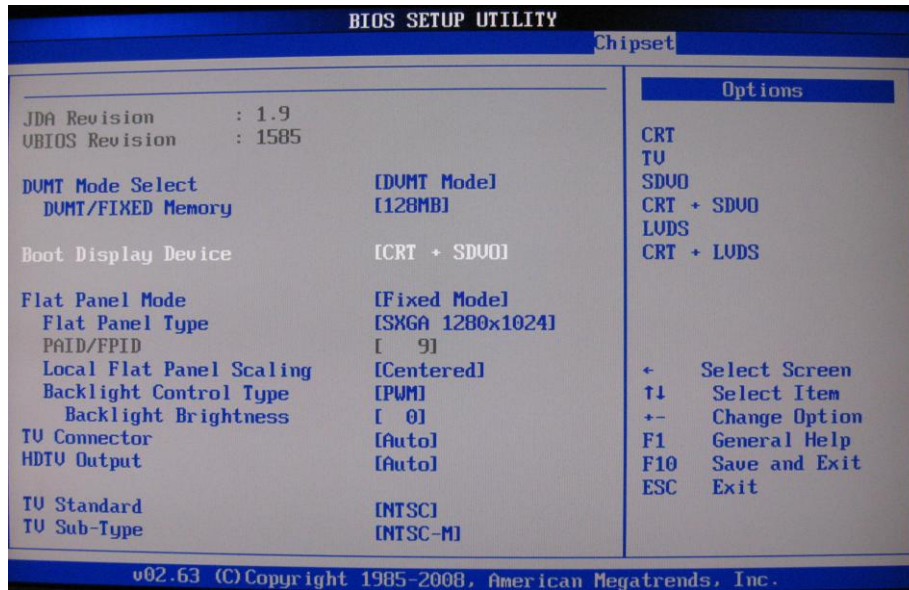 BIOS SETUP UTILITY
Chipset
JDA Revision : 1.9
VBIOS Revision : 1585
DVMT Mode Select [DVMT Mode]
DVMT/FIXED Memory [128MB]
Boot Display Device [CRT + SDVO]
Flat Panel Mode [Fixed Mode]
Flat Panel Type [SXGA 1280x1024]
PAID/FPID [ 9]
Local Flat Panel Scaling [Centered]
Backlight Control Type [PWM]
Backlight Brightness [ 0]
TV Connector [Auto]
HDTV Output [Auto]
TV Standard [NTSC]
TV Sub-Type [NTSC-M]
Options
CRT
TV
SDVO
CRT + SDVO
LVDS
CRT + LVDS
← Select Screen
↑↓ Select Item
+- Change Option
F1 General Help
F10 Save and Exit
ESC Exit
v02.63 (C)Copyright 1985-2008, American Megatrends, Inc.